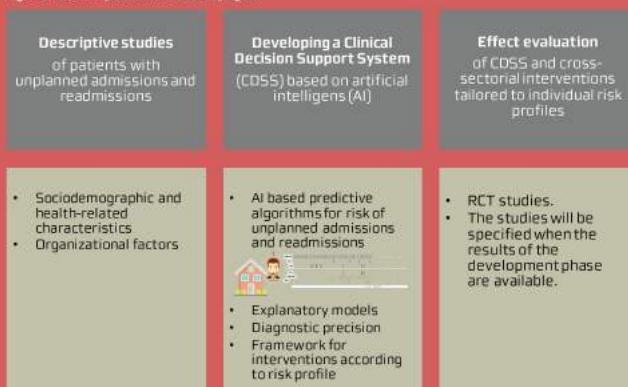 Descriptive studies
of patients with
unplanned admissions and
readmissions
Developing a Clinical
Decision Support System
(CDSS) based on artificial
intelligens (AI)
Effect evaluation
of CDSS and cross-
sectorial interventions
tailored to individual risk
profiles
• Sociodemographic and
health-related
characteristics
• Organizational factors
• AI based predictive
algorithms for risk of
unplanned admissions
and readmissions
• Explanatory models
• Diagnostic precision
• Framework for
interventions according
to risk profile
• RCT studies.
• The studies will be
specified when the
results of the
development phase
are available.